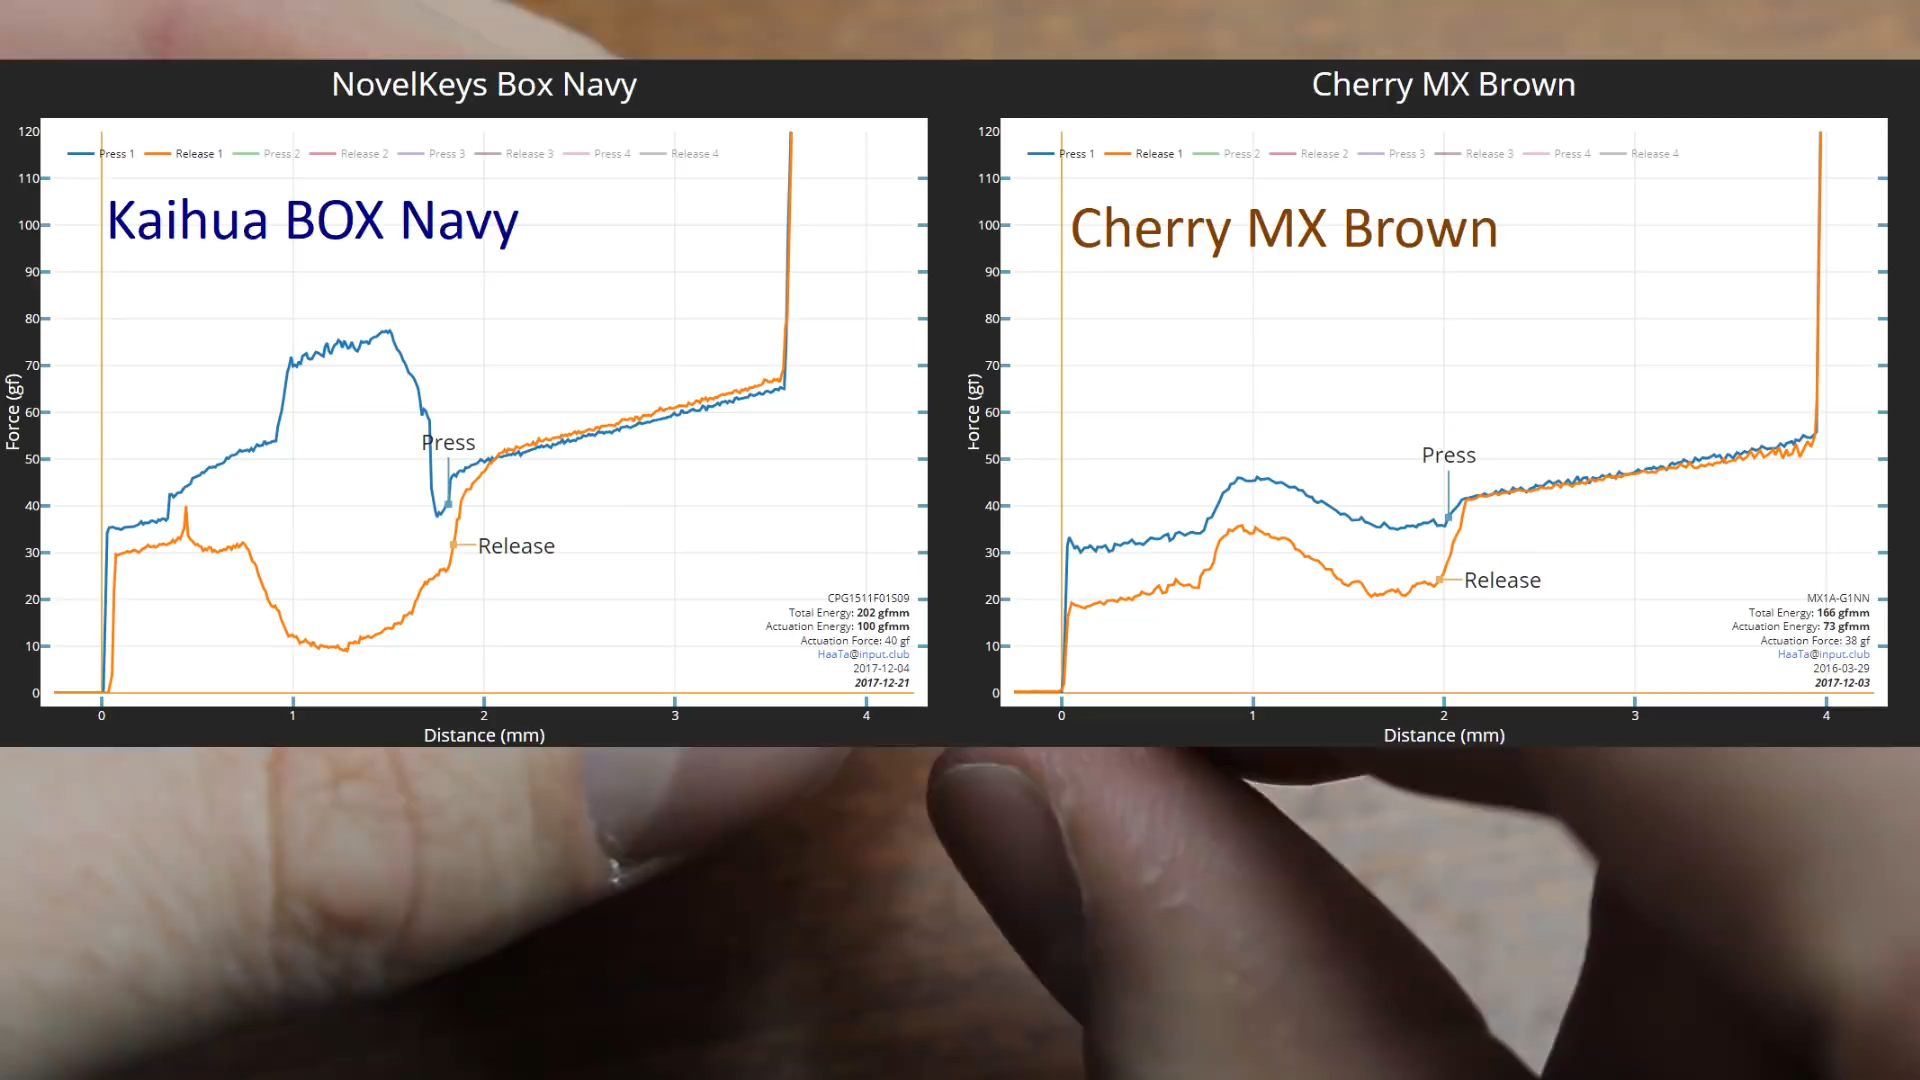 NovelKeys Box Navy
Press 1 Release 1 Press 2 Release 2 Press 3 Release 3 Press 4 Release 4
Kaihua BOX Navy
120
110
100
90
80
70
60
50
40
30
20
10
0
Force (gf)
Press
Release
CPG1511F01S09
Total Energy: 202 gfmm
Actuation Energy: 100 gfmm
Actuation Force: 40 gf
HaaTa@input.club
2017-12-04
2017-12-21
0 1 2 3 4
Distance (mm)
Cherry MX Brown
Press 1 Release 1 Press 2 Release 2 Press 3 Release 3 Press 4 Release 4
Cherry MX Brown
120
110
100
90
80
70
60
50
40
30
20
10
0
Force (gf)
Press
Release
MX1A-G1NN
Total Energy: 166 gfmm
Actuation Energy: 73 gfmm
Actuation Force: 38 gf
HaaTa@input.club
2016-03-29
2017-12-03
0 1 2 3 4
Distance (mm)